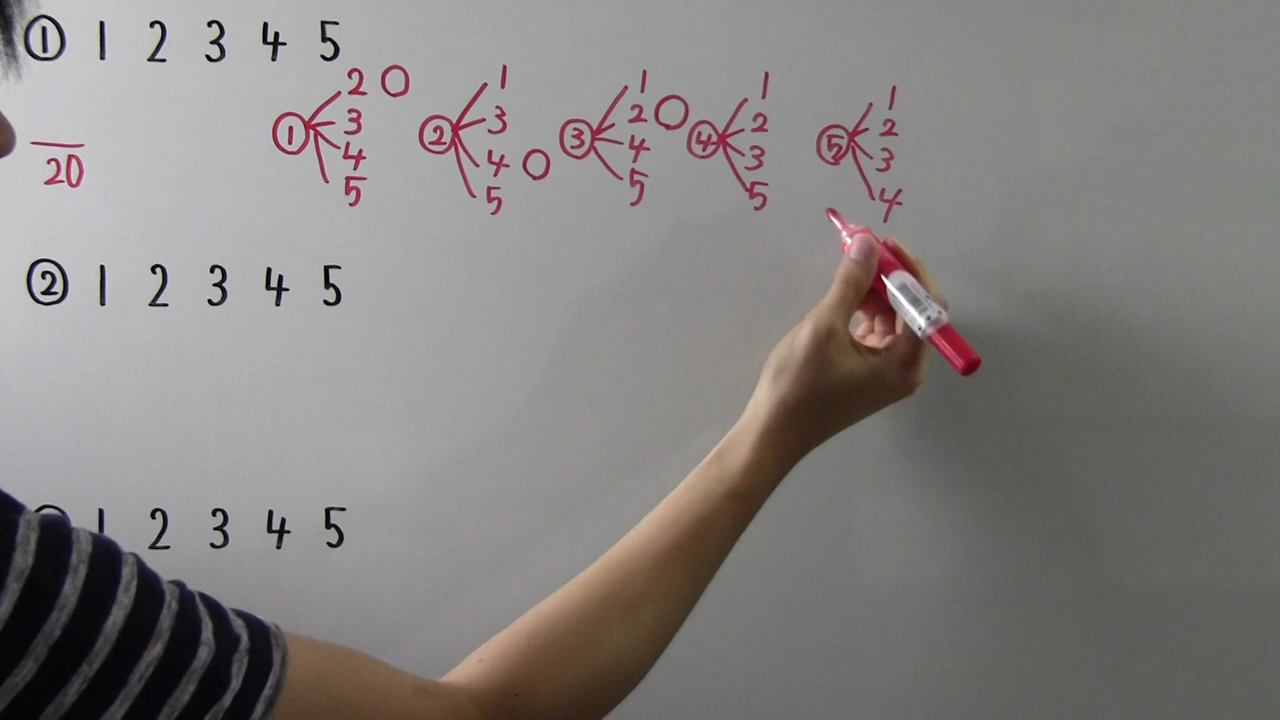 ① 1 2 3 4 5
20
① 2 ○ 3 4 5
② 1 3 4 ○ 5
③ 1 2 ○ 4 5
④ 1 2 3 5
⑤ 1 2 3 4
② 1 2 3 4 5
1 2 3 4 5